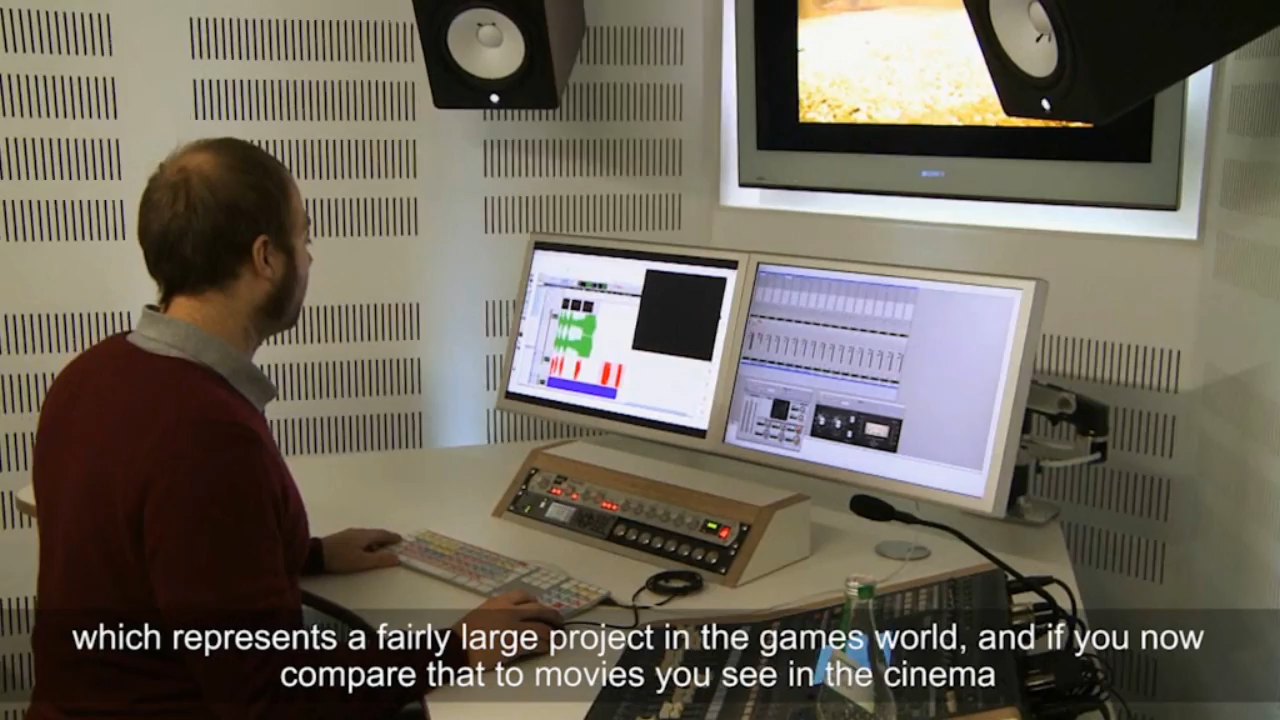 SONY
which represents a fairly large project in the games world, and if you now
compare that to movies you see in the cinema